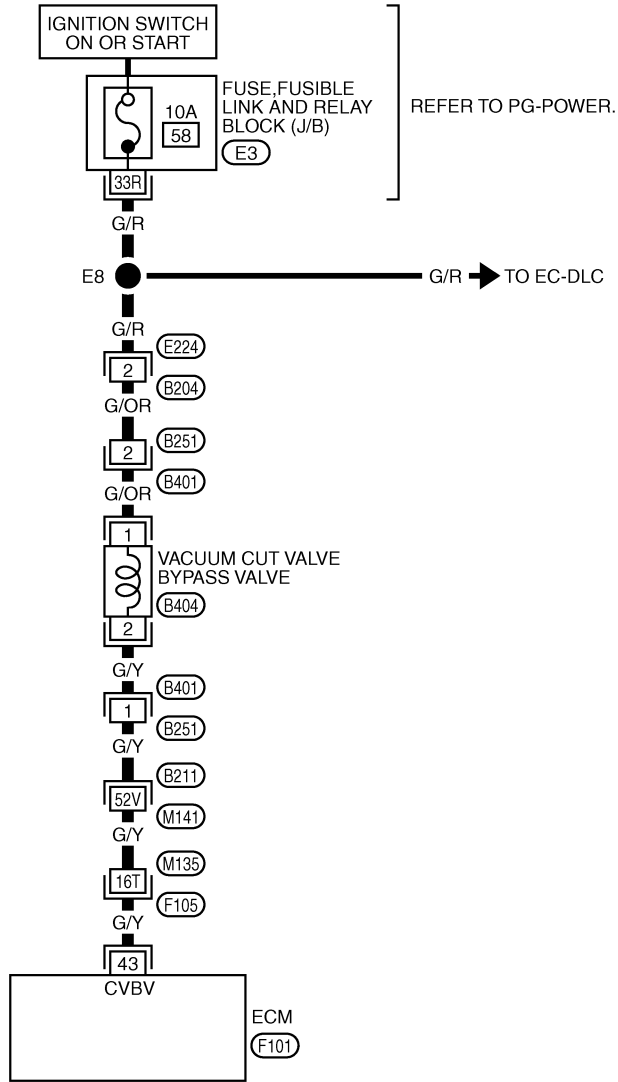 IGNITION SWITCH
ON OR START
FUSE,FUSIBLE
LINK AND RELAY
BLOCK (J/B)
REFER TO PG-POWER.
10A
58
E3
33R
G/R
E8
G/R
TO EC-DLC
G/R
E224
2
B204
G/OR
B251
2
B401
G/OR
1
VACUUM CUT VALVE
BYPASS VALVE
B404
2
G/Y
B401
1
B251
G/Y
B211
52V
M141
G/Y
M135
16T
F105
G/Y
43
CVBV
ECM
F101